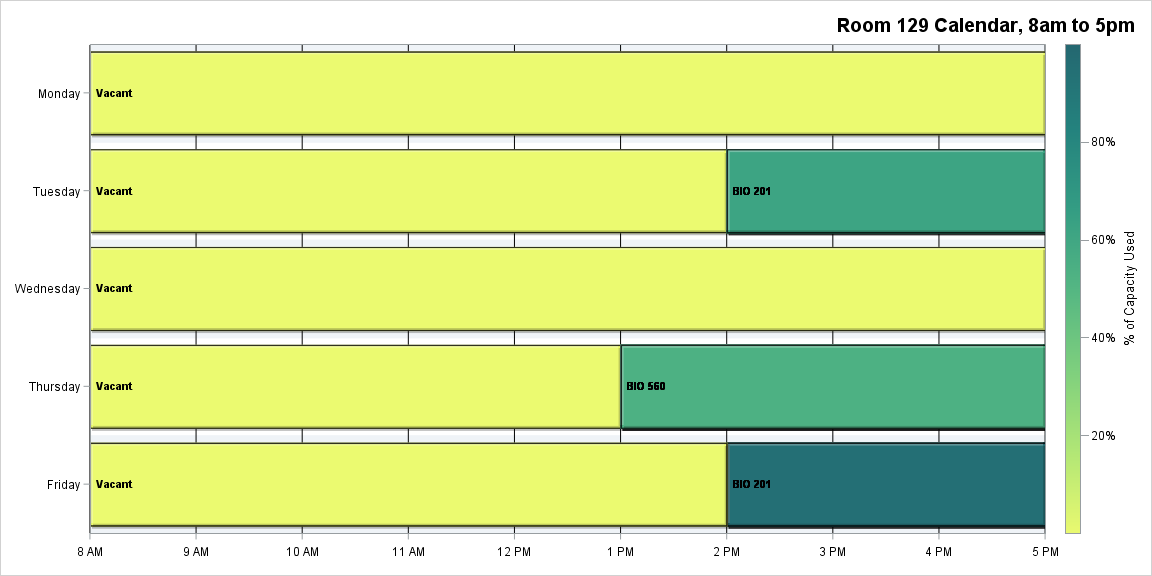 Room 129 Calendar, 8am to 5pm
Monday
Vacant
Tuesday
Vacant
BIO 201
Wednesday
Vacant
Thursday
Vacant
BIO 560
Friday
Vacant
BIO 201
8 AM 9 AM 10 AM 11 AM 12 PM 1 PM 2 PM 3 PM 4 PM 5 PM
80%
60%
40%
20%
% of Capacity Used